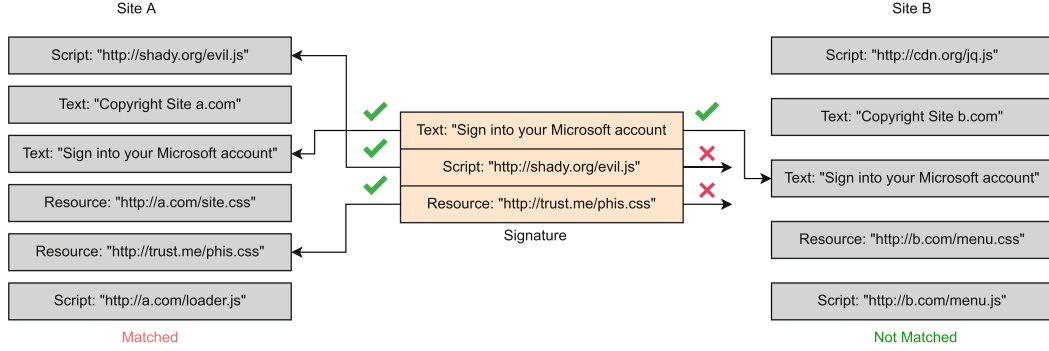 Site A
Site B
Script: "http://shady.org/evil.js"
Text: "Copyright Site a.com"
Text: "Sign into your Microsoft account"
Resource: "http://a.com/site.css"
Resource: "http://trust.me/phis.css"
Script: "http://a.com/loader.js"
Matched
Text: "Sign into your Microsoft account
Script: "http://shady.org/evil.js"
Resource: "http://trust.me/phis.css"
Signature
Script: "http://cdn.org/jq.js"
Text: "Copyright Site b.com"
Text: "Sign into your Microsoft account"
Resource: "http://b.com/menu.css"
Script: "http://b.com/menu.js"
Not Matched